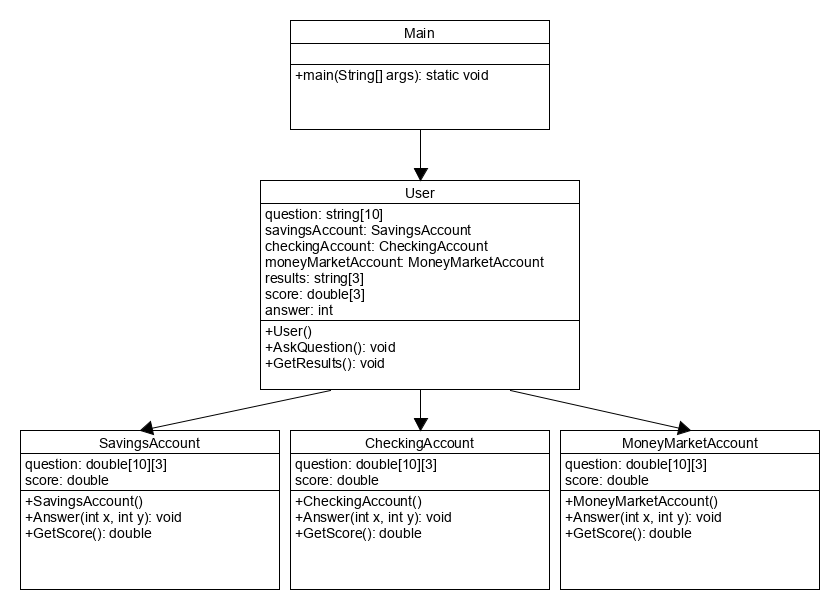 Main
+main(String[] args): static void
User
question: string[10]
savingsAccount: SavingsAccount
checkingAccount: CheckingAccount
moneyMarketAccount: MoneyMarketAccount
results: string[3]
score: double[3]
answer: int
+User()
+AskQuestion(): void
+GetResults(): void
SavingsAccount
question: double[10][3]
score: double
+SavingsAccount()
+Answer(int x, int y): void
+GetScore(): double
CheckingAccount
question: double[10][3]
score: double
+CheckingAccount()
+Answer(int x, int y): void
+GetScore(): double
MoneyMarketAccount
question: double[10][3]
score: double
+MoneyMarketAccount()
+Answer(int x, int y): void
+GetScore(): double